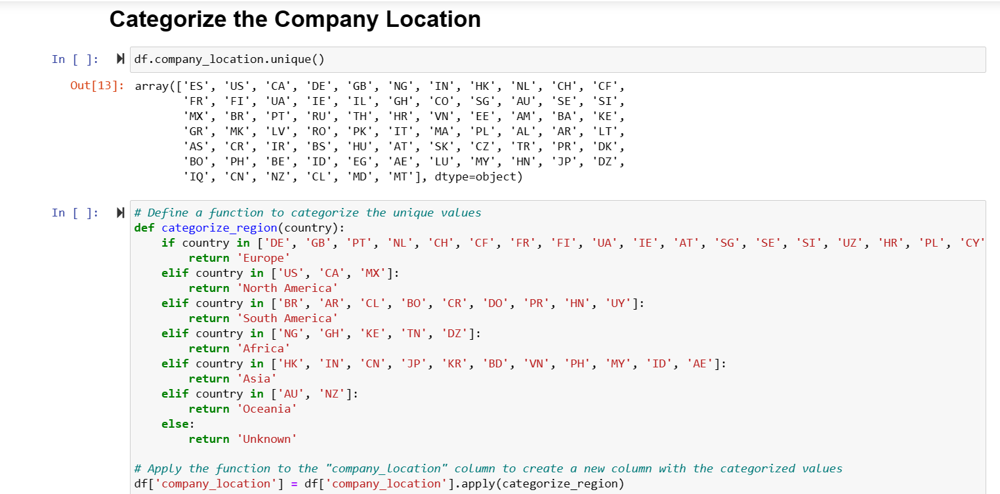 Categorize the Company Location
In [ ]: df.company_location.unique()
Out[13]: array(['ES', 'US', 'CA', 'DE', 'GB', 'NG', 'IN', 'HK', 'NL', 'CH', 'CF',
'FR', 'FI', 'UA', 'IE', 'IL', 'GH', 'CO', 'SG', 'AU', 'SE', 'SI',
'MX', 'BR', 'PT', 'RU', 'TH', 'HR', 'VN', 'EE', 'AM', 'BA', 'KE',
'GR', 'MK', 'LV', 'RO', 'PK', 'IT', 'MA', 'PL', 'AL', 'AR', 'LT',
'AS', 'CR', 'IR', 'BS', 'HU', 'AT', 'SK', 'CZ', 'TR', 'PR', 'DK',
'BO', 'PH', 'BE', 'ID', 'EG', 'AE', 'LU', 'MY', 'HN', 'JP', 'DZ',
'IQ', 'CN', 'NZ', 'CL', 'MD', 'MT'], dtype=object)
In [ ]: # Define a function to categorize the unique values
def categorize_region(country):
if country in ['DE', 'GB', 'PT', 'NL', 'CH', 'CF', 'FR', 'FI', 'UA', 'IE', 'AT', 'SG', 'SE', 'SI', 'UZ', 'HR', 'PL', 'CY'
return 'Europe'
elif country in ['US', 'CA', 'MX']:
return 'North America'
elif country in ['BR', 'AR', 'CL', 'BO', 'CR', 'DO', 'PR', 'HN', 'UY']:
return 'South America'
elif country in ['NG', 'GH', 'KE', 'TN', 'DZ']:
return 'Africa'
elif country in ['HK', 'IN', 'CN', 'JP', 'KR', 'BD', 'VN', 'PH', 'MY', 'ID', 'AE']:
return 'Asia'
elif country in ['AU', 'NZ']:
return 'Oceania'
else:
return 'Unknown'
# Apply the function to the "company_location" column to create a new column with the categorized values
df['company_location'] = df['company_location'].apply(categorize_region)